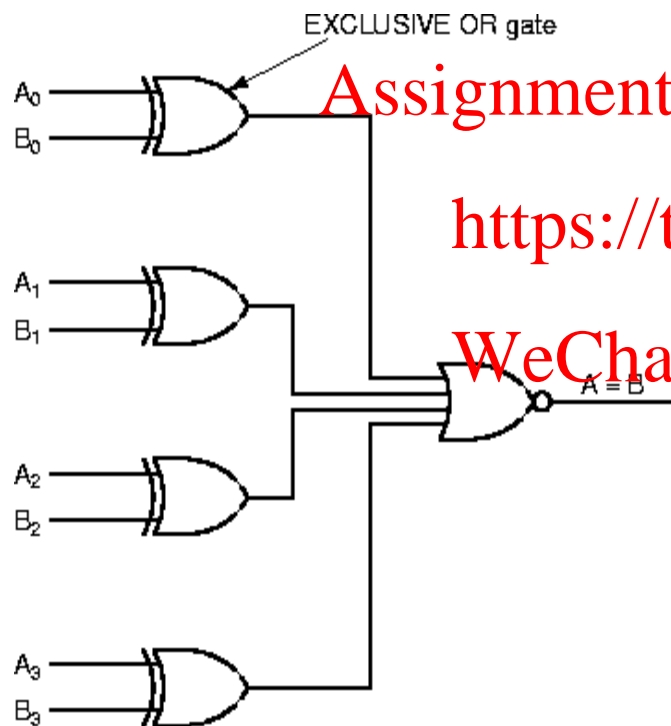 EXCLUSIVE OR gate
A₀
Assignment
B₀
https://t
A₁
B₁
WeCha
A = B
A₂
B₂
A₃
B₃